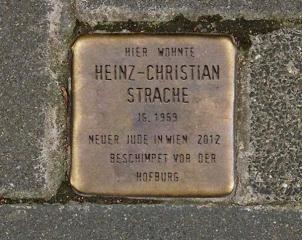 HIER WOHNTE
HEINZ-CHRISTIAN
STRACHE
JG. 1969
NEUER JUDE IN WIEN 2012
BESCHIMPFT VOR DER
HOFBURG